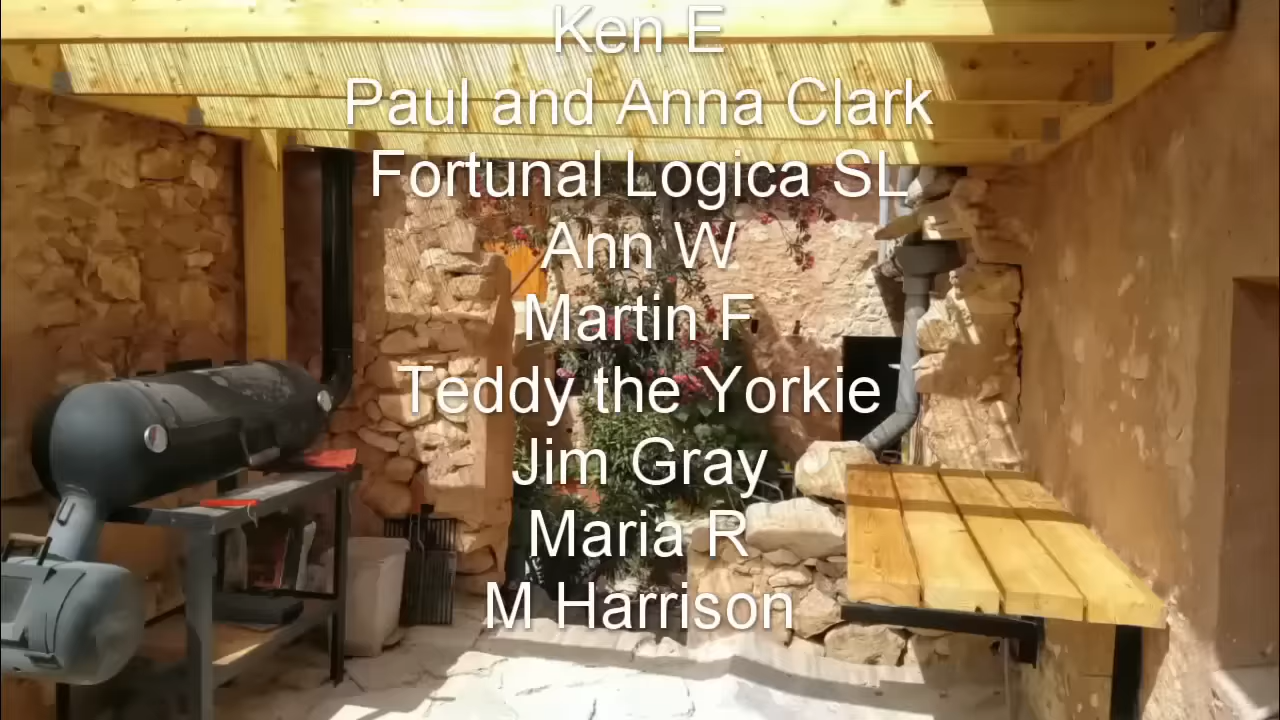 Ken E
Paul and Anna Clark
Fortunal Logica SL
Ann W
Martin F
Teddy the Yorkie
Jim Gray
Maria R
M Harrison